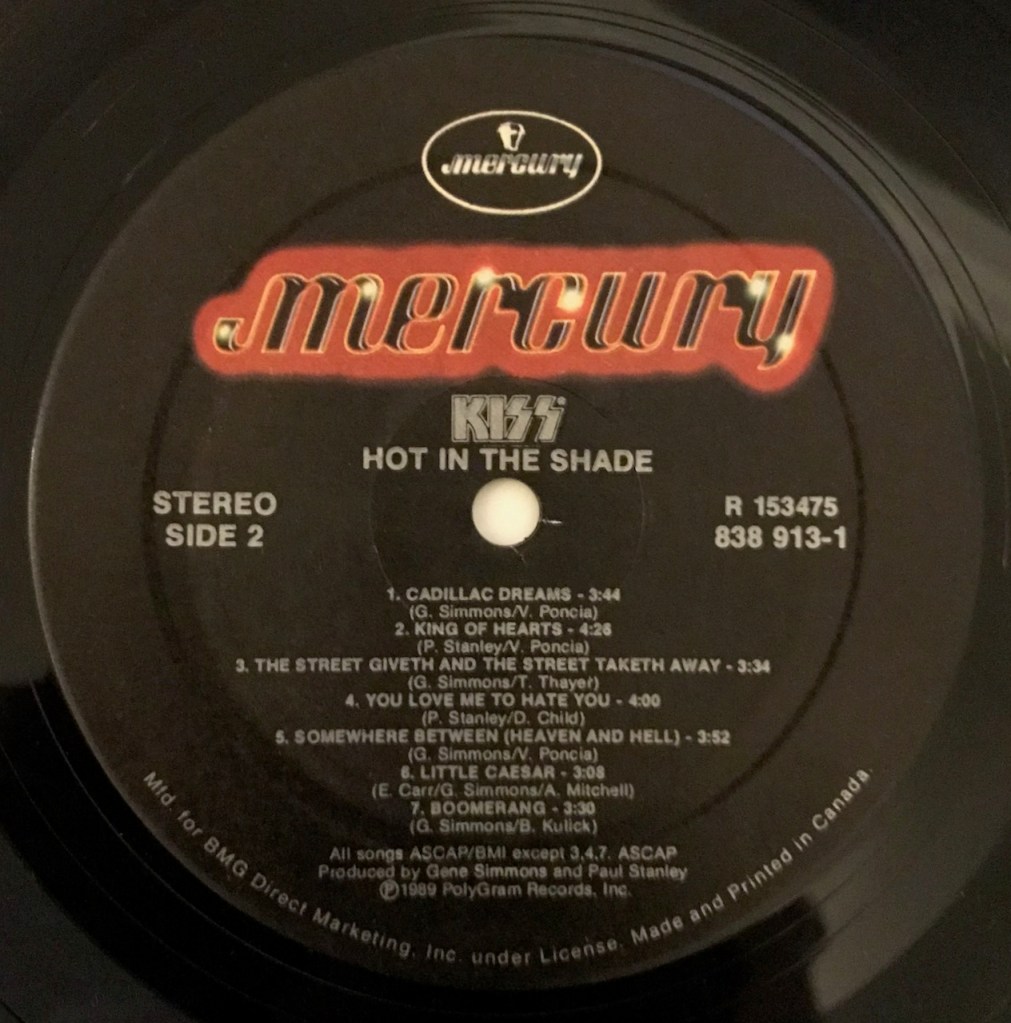 mercury
mercury
KISS
HOT IN THE SHADE
STEREO
SIDE 2
R 153475
838 913-1
1. CADILLAC DREAMS - 3:44
(G. Simmons/V. Poncia)
2. KING OF HEARTS - 4:26
(P. Stanley/V. Poncia)
3. THE STREET GIVETH AND THE STREET TAKETH AWAY - 3:34
(G. Simmons/T. Thayer)
4. YOU LOVE ME TO HATE YOU - 4:00
(P. Stanley/D. Child)
5. SOMEWHERE BETWEEN (HEAVEN AND HELL) - 3:52
(G. Simmons/V. Poncia)
6. LITTLE CAESAR - 3:08
(E. Carr/G. Simmons/A. Mitchell)
7. BOOMERANG - 3:30
(G. Simmons/B. Kulick)
All songs ASCAP/BMI except 3,4,7, ASCAP
Produced by Gene Simmons and Paul Stanley
℗1989 PolyGram Records, Inc.
Mfd. for BMG Direct Marketing, Inc. under License. Made and Printed in Canada.